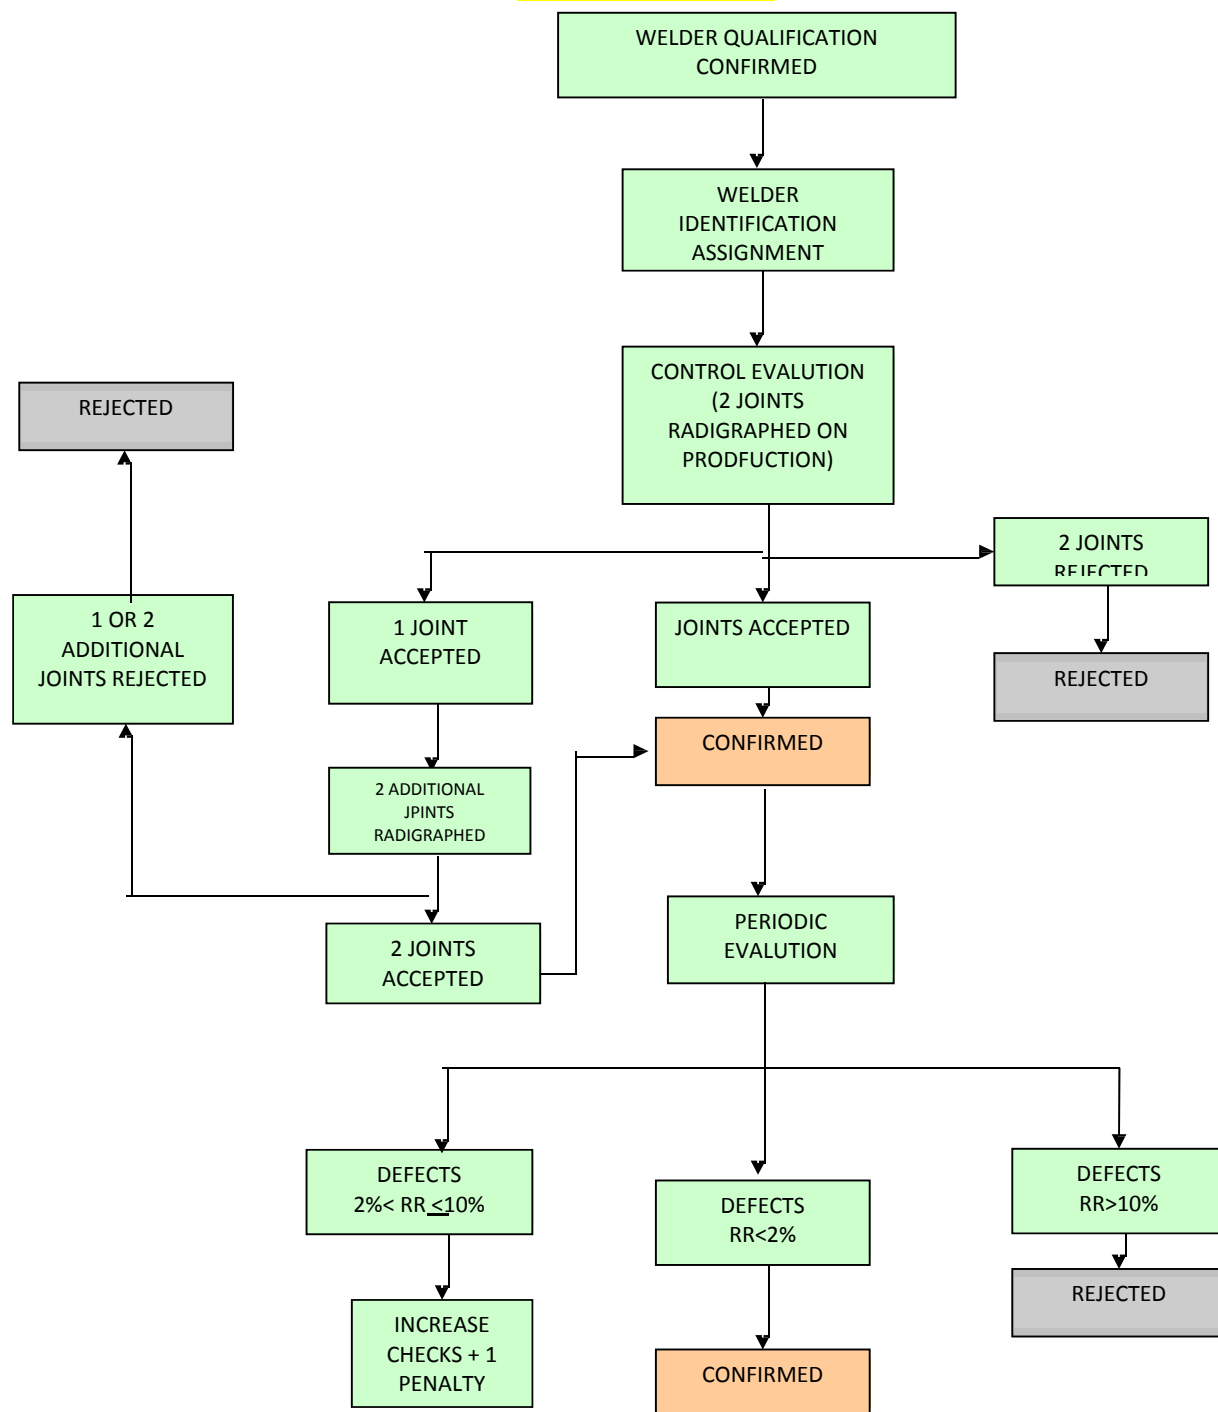 WELDER QUALIFICATION
CONFIRMED
WELDER
IDENTIFICATION
ASSIGNMENT
CONTROL EVALUTION
(2 JOINTS
RADIGRAPHED ON
PRODFUCTION)
REJECTED
2 JOINTS
REJECTED
1 OR 2
ADDITIONAL
JOINTS REJECTED
1 JOINT
ACCEPTED
JOINTS ACCEPTED
REJECTED
CONFIRMED
2 ADDITIONAL
JPINTS
RADIGRAPHED
2 JOINTS
ACCEPTED
PERIODIC
EVALUTION
DEFECTS
2%< RR <10%
DEFECTS
RR<2%
DEFECTS
RR>10%
REJECTED
INCREASE
CHECKS + 1
PENALTY
CONFIRMED